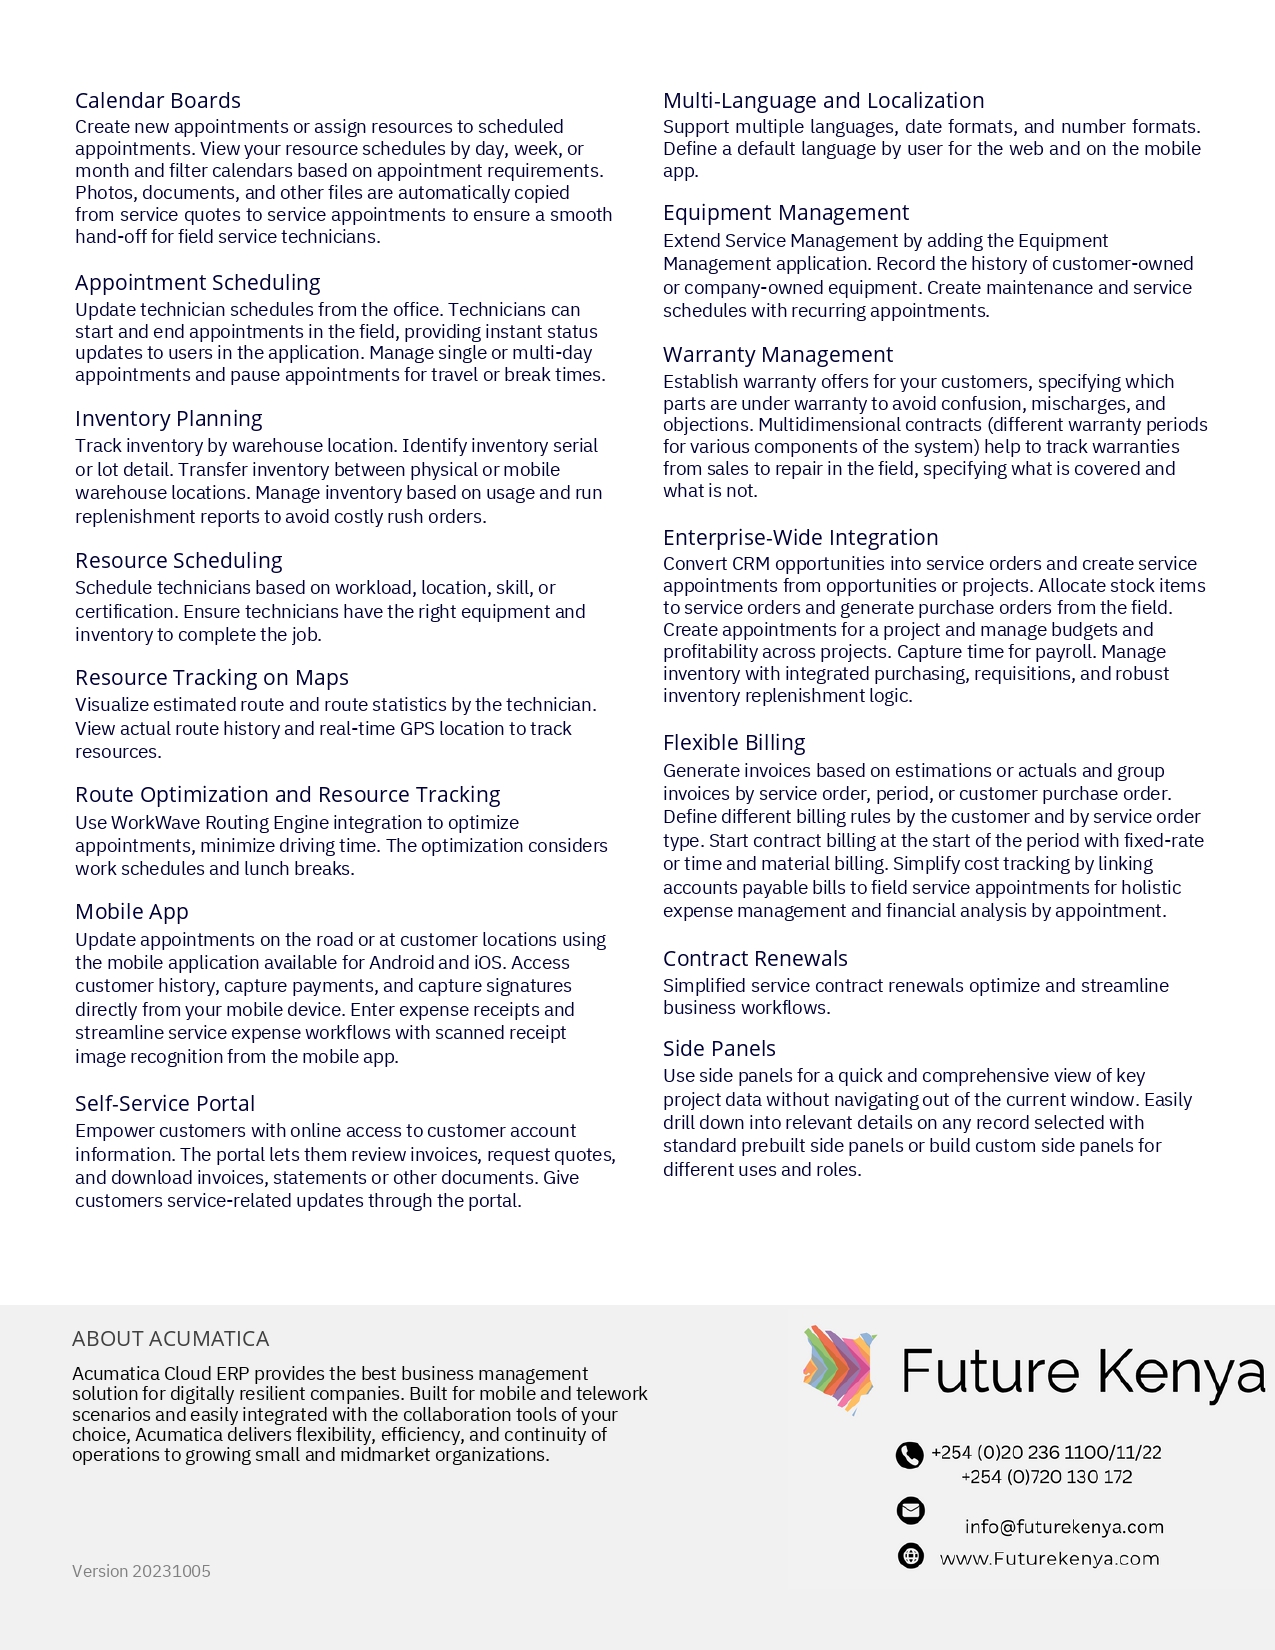 Calendar Boards
Create new appointments or assign resources to scheduled
appointments. View your resource schedules by day, week, or
month and filter calendars based on appointment requirements.
Photos, documents, and other files are automatically copied
from service quotes to service appointments to ensure a smooth
hand-off for field service technicians.
Appointment Scheduling
Update technician schedules from the office. Technicians can
start and end appointments in the field, providing instant status
updates to users in the application. Manage single or multi-day
appointments and pause appointments for travel or break times.
Inventory Planning
Track inventory by warehouse location. Identify inventory serial
or lot detail. Transfer inventory between physical or mobile
warehouse locations. Manage inventory based on usage and run
replenishment reports to avoid costly rush orders.
Resource Scheduling
Schedule technicians based on workload, location, skill, or
certification. Ensure technicians have the right equipment and
inventory to complete the job.
Resource Tracking on Maps
Visualize estimated route and route statistics by the technician.
View actual route history and real-time GPS location to track
resources.
Route Optimization and Resource Tracking
Use WorkWave Routing Engine integration to optimize
appointments, minimize driving time. The optimization considers
work schedules and lunch breaks.
Mobile App
Update appointments on the road or at customer locations using
the mobile application available for Android and iOS. Access
customer history, capture payments, and capture signatures
directly from your mobile device. Enter expense receipts and
streamline service expense workflows with scanned receipt
image recognition from the mobile app.
Self-Service Portal
Empower customers with online access to customer account
information. The portal lets them review invoices, request quotes,
and download invoices, statements or other documents. Give
customers service-related updates through the portal.
Multi-Language and Localization
Support multiple languages, date formats, and number formats.
Define a default language by user for the web and on the mobile
app.
Equipment Management
Extend Service Management by adding the Equipment
Management application. Record the history of customer-owned
or company-owned equipment. Create maintenance and service
schedules with recurring appointments.
Warranty Management
Establish warranty offers for your customers, specifying which
parts are under warranty to avoid confusion, mischarges, and
objections. Multidimensional contracts (different warranty periods
for various components of the system) help to track warranties
from sales to repair in the field, specifying what is covered and
what is not.
Enterprise-Wide Integration
Convert CRM opportunities into service orders and create service
appointments from opportunities or projects. Allocate stock items
to service orders and generate purchase orders from the field.
Create appointments for a project and manage budgets and
profitability across projects. Capture time for payroll. Manage
inventory with integrated purchasing, requisitions, and robust
inventory replenishment logic.
Flexible Billing
Generate invoices based on estimations or actuals and group
invoices by service order, period, or customer purchase order.
Define different billing rules by the customer and by service order
type. Start contract billing at the start of the period with fixed-rate
or time and material billing. Simplify cost tracking by linking
accounts payable bills to field service appointments for holistic
expense management and financial analysis by appointment.
Contract Renewals
Simplified service contract renewals optimize and streamline
business workflows.
Side Panels
Use side panels for a quick and comprehensive view of key
project data without navigating out of the current window. Easily
drill down into relevant details on any record selected with
standard prebuilt side panels or build custom side panels for
different uses and roles.
ABOUT ACUMATICA
Acumatica Cloud ERP provides the best business management
solution for digitally resilient companies. Built for mobile and telework
scenarios and easily integrated with the collaboration tools of your
choice, Acumatica delivers flexibility, efficiency, and continuity of
operations to growing small and midmarket organizations.
Version 20231005
Future Kenya
+254 (0)20 236 1100/11/22
+254 (0)720 130 172
info@futurekenya.com
www.Futurekenya.com